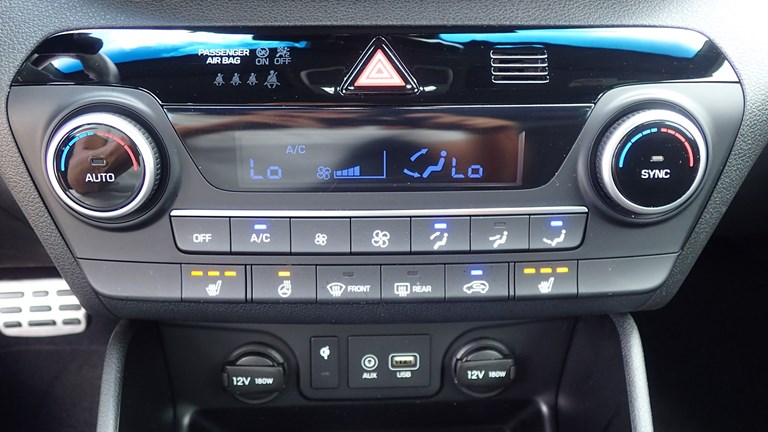 PASSENGER
AIR BAG ON OFF
A/C
Lo Lo
AUTO SYNC
OFF A/C
FRONT REAR
12V 180W AUX USB 12V 180W